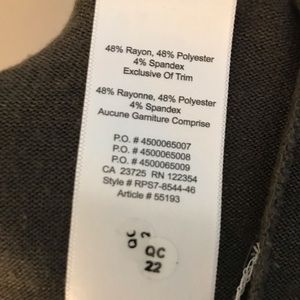 48% Rayon, 48% Polyester
4% Spandex
Exclusive Of Trim
48% Rayonne, 48% Polyester
4% Spandex
Aucune Garniture Comprise
P.O. # 4500065007
P.O. # 4500065008
P.O. # 4500065009
CA 23725 RN 122354
Style # RPS7-8544-46
Article # 55193
QC
QC
22